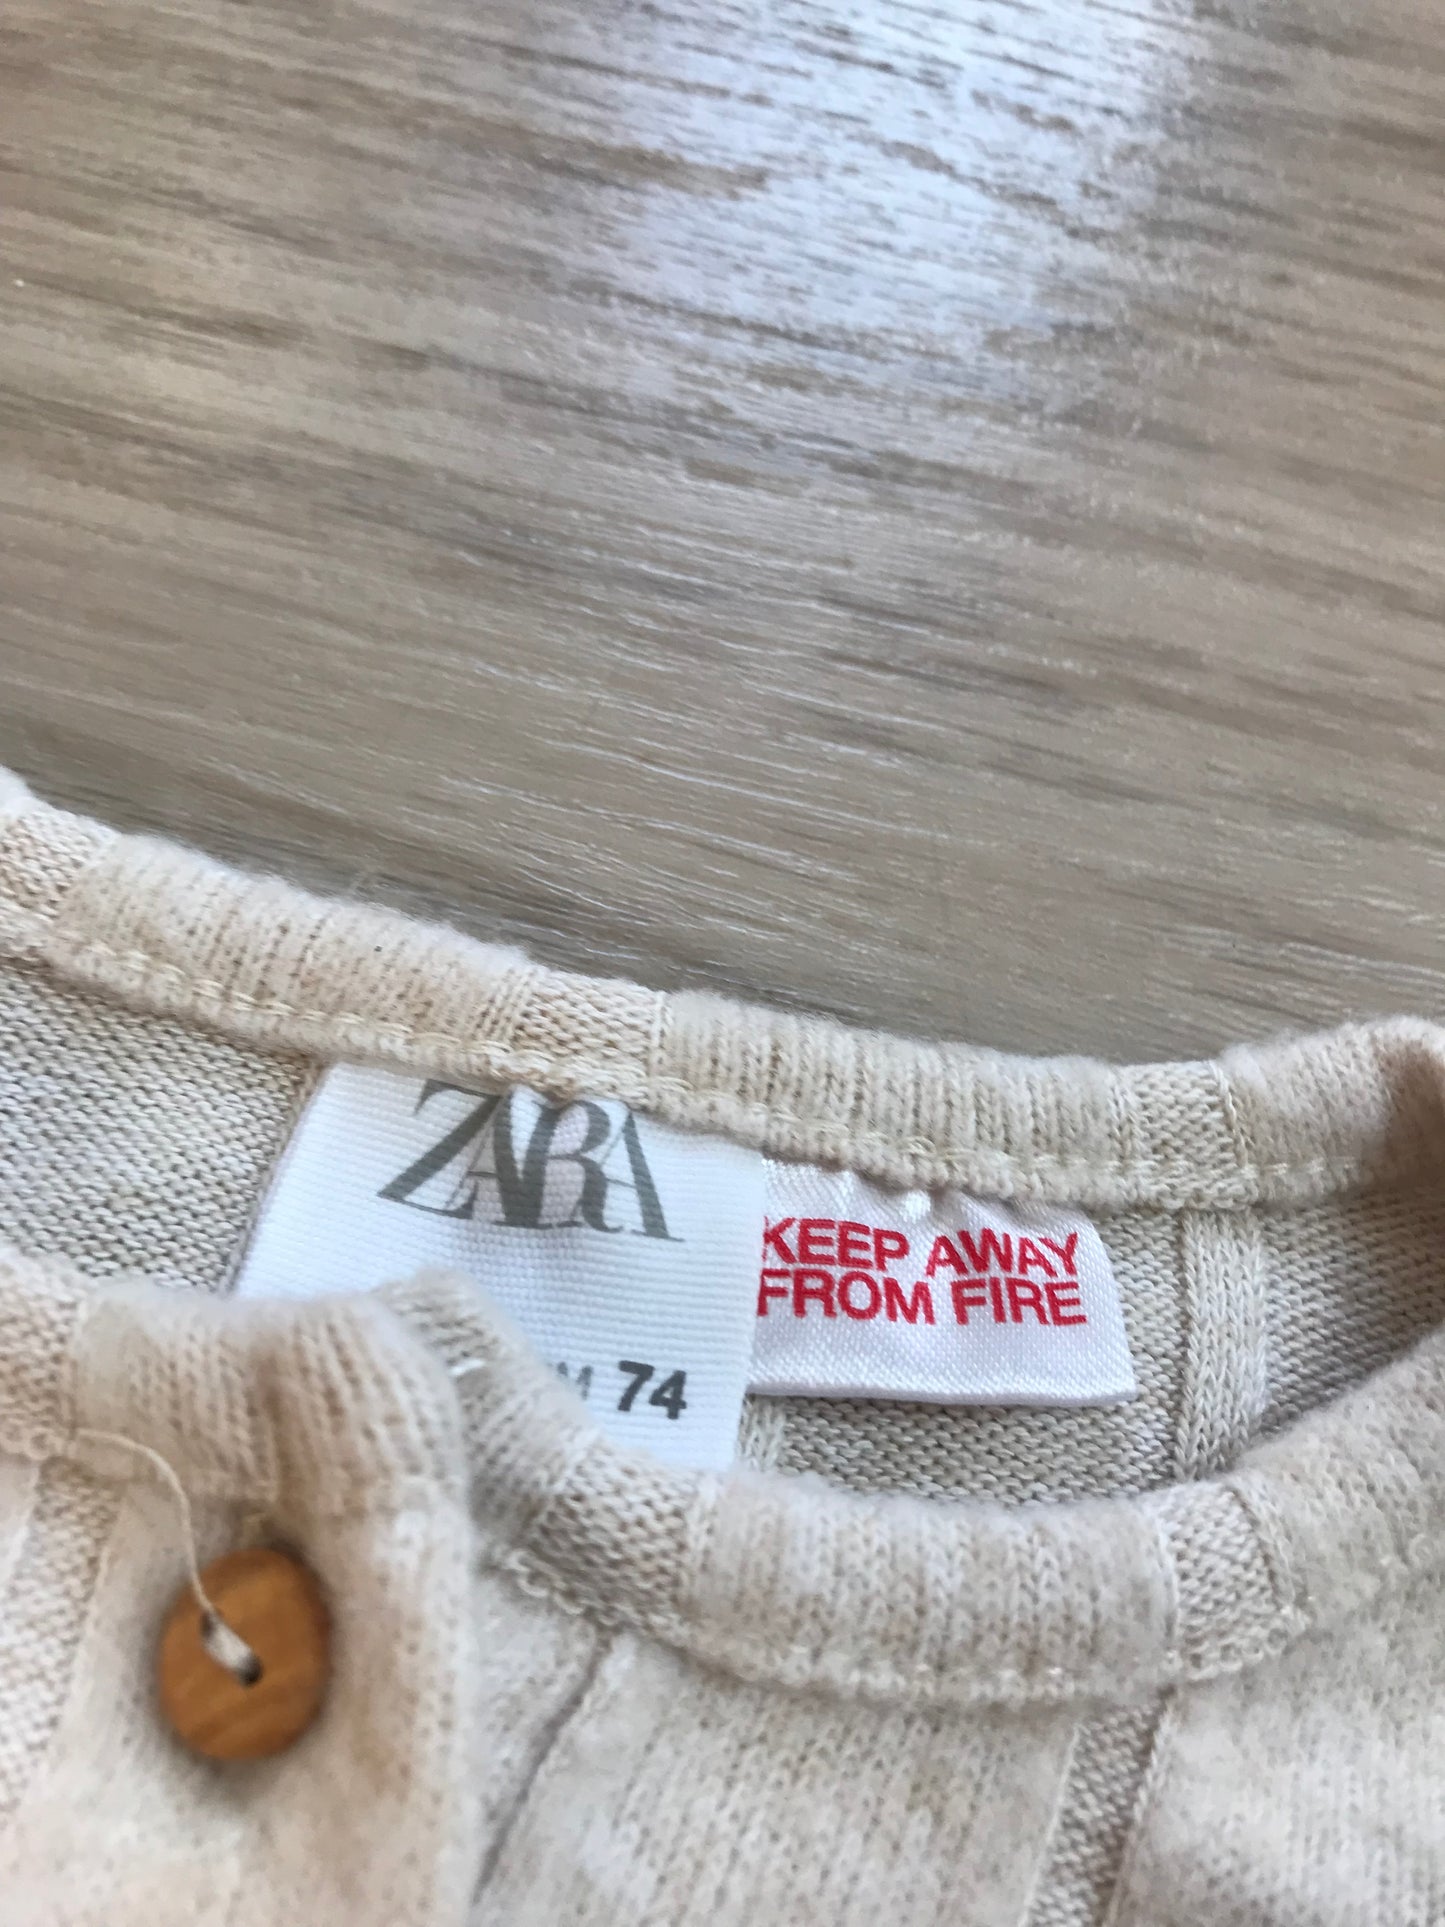 ZARA
KEEP AWAY
FROM FIRE
74